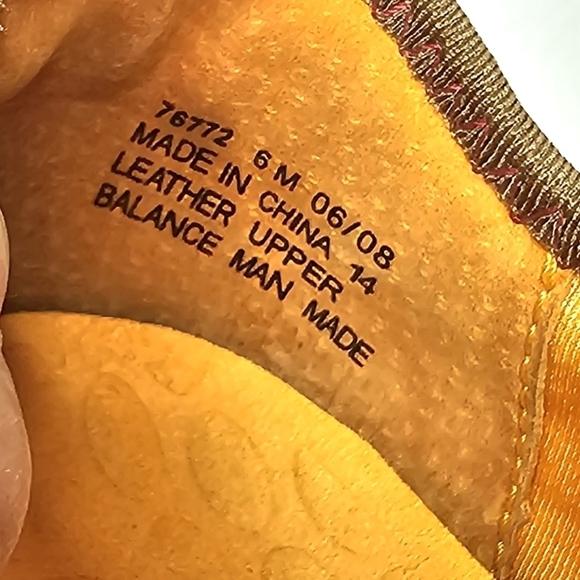 76772 6 M 06/08
MADE IN CHINA 14
LEATHER UPPER
BALANCE MAN MADE